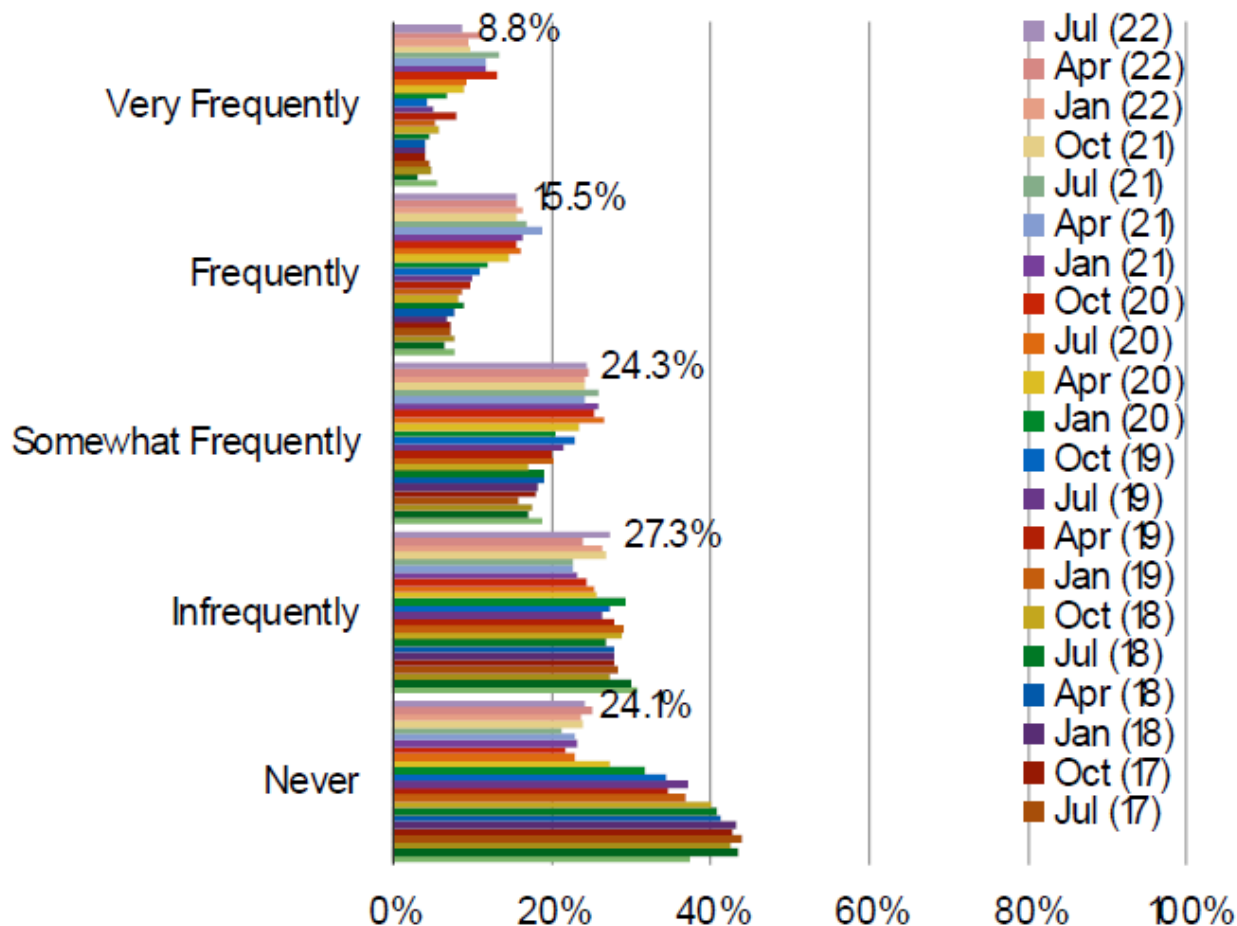 Very Frequently
Frequently
Somewhat Frequently
Infrequently
Never
8.8%
15.5%
24.3%
27.3%
24.1%
0%
20%
40%
60%
80%
100%
Jul (22)
Apr (22)
Jan (22)
Oct (21)
Jul (21)
Apr (21)
Jan (21)
Oct (20)
Jul (20)
Apr (20)
Jan (20)
Oct (19)
Jul (19)
Apr (19)
Jan (19)
Oct (18)
Jul (18)
Apr (18)
Jan (18)
Oct (17)
Jul (17)